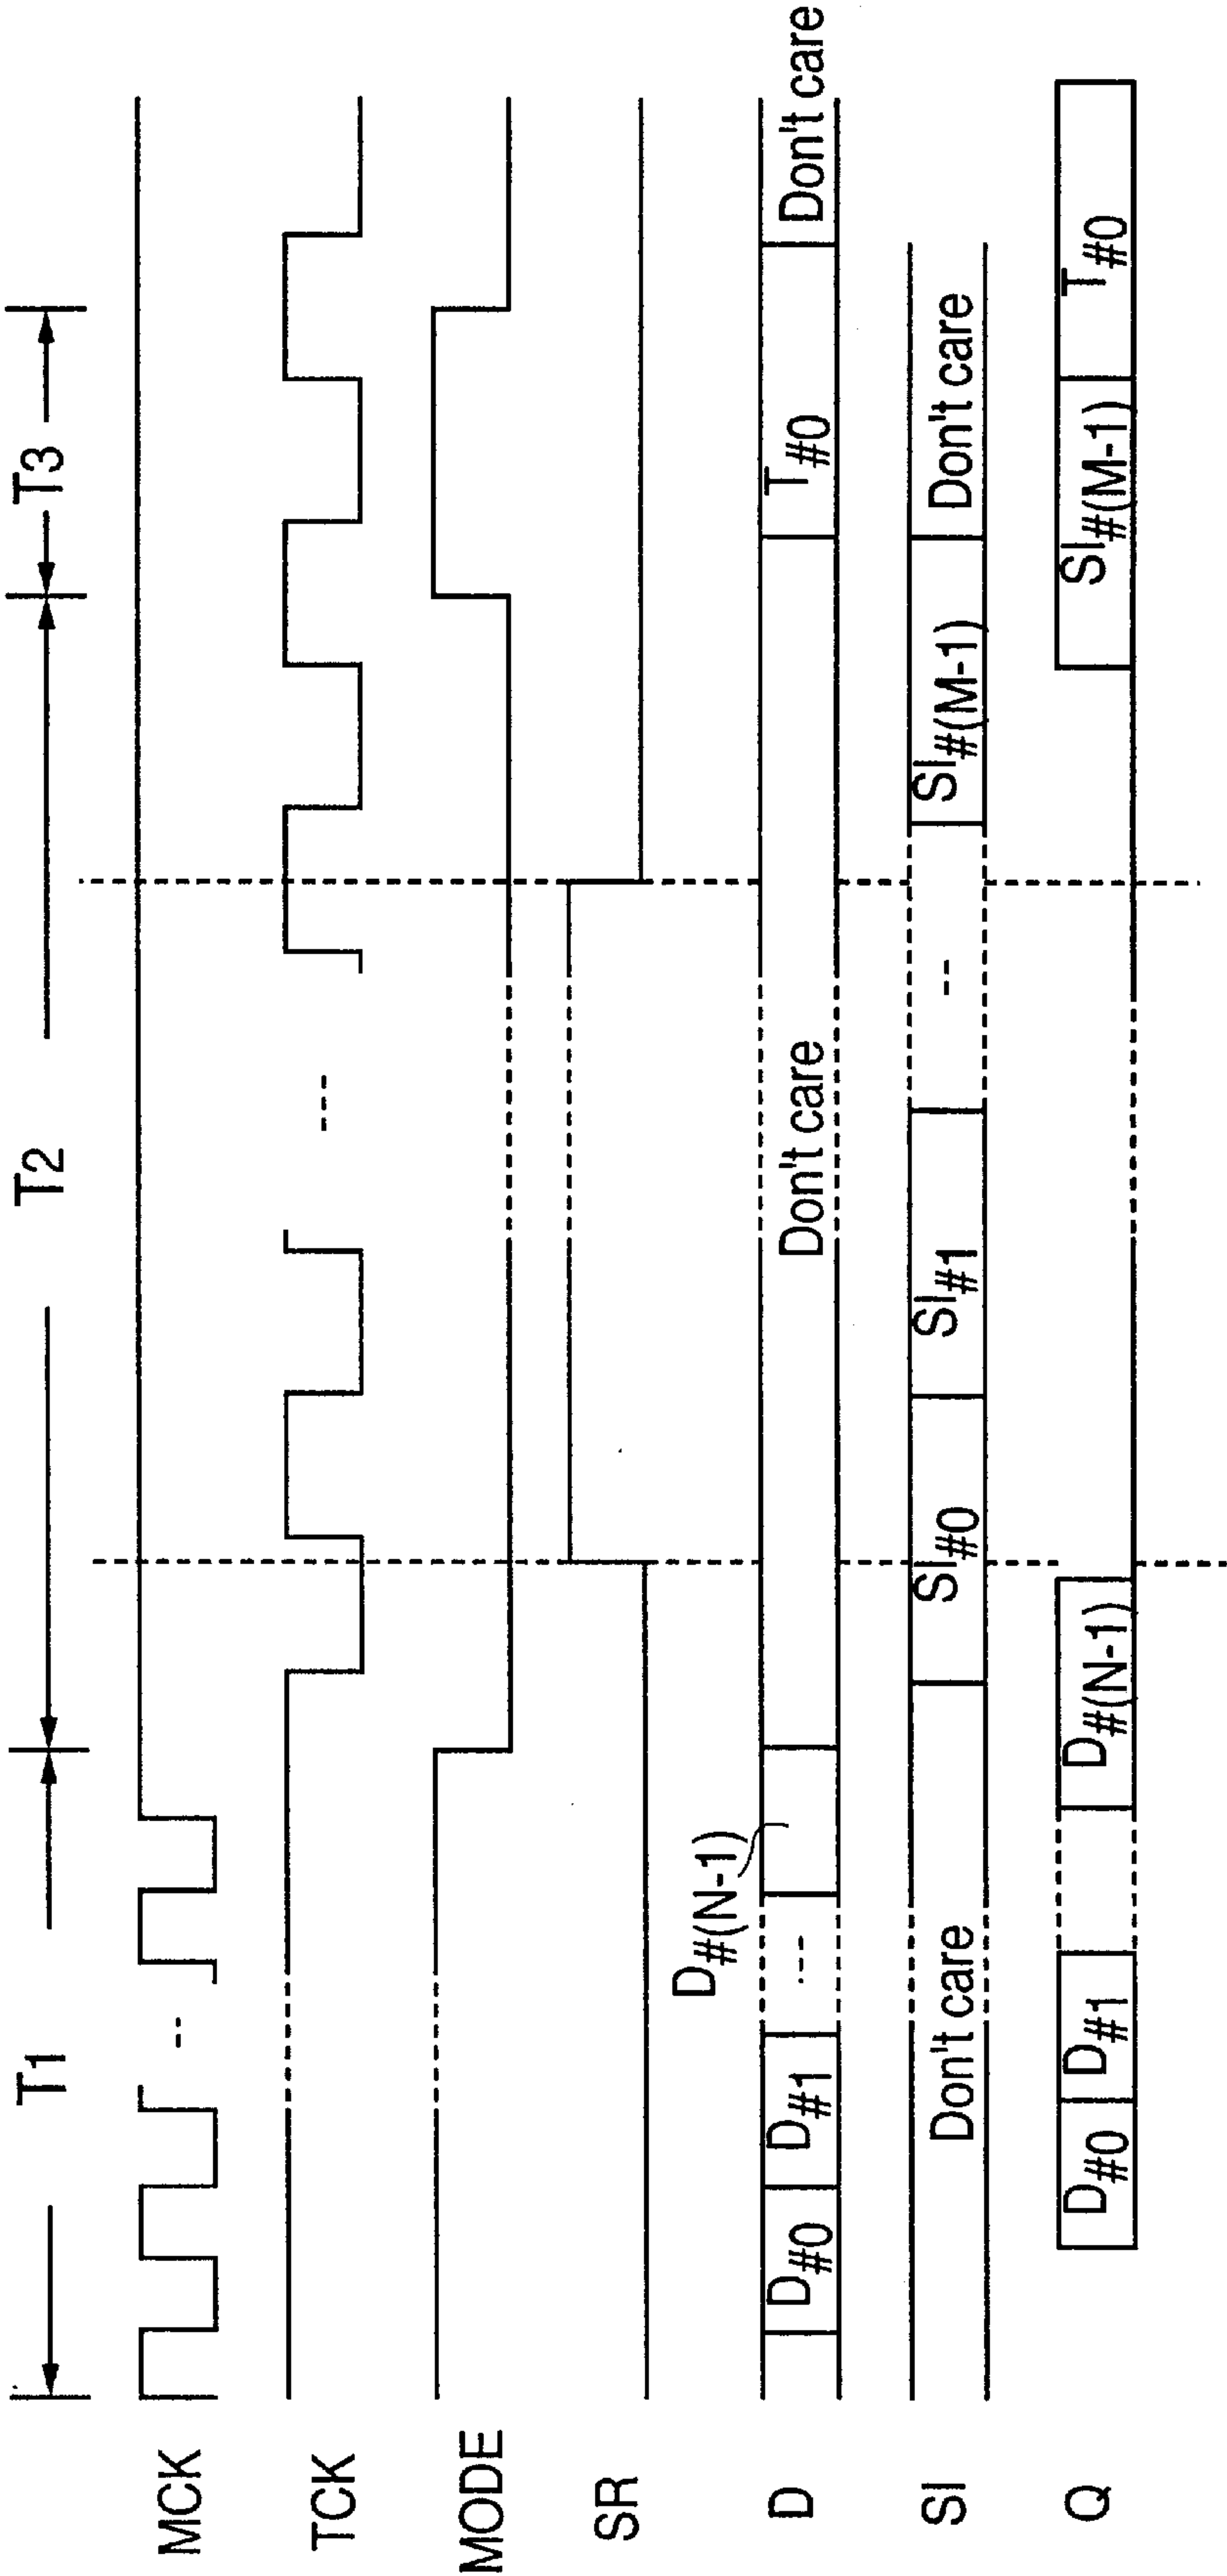 T1 T2 T3
MCK -- 
TCK ---
MODE
SR
D D#0 D#1 --- D#(N-1) Don't care T#0 Don't care
SI Don't care SI#0 SI#1 -- SI#(M-1) Don't care
Q D#0 D#1 D#(N-1) SI#(M-1) T#0